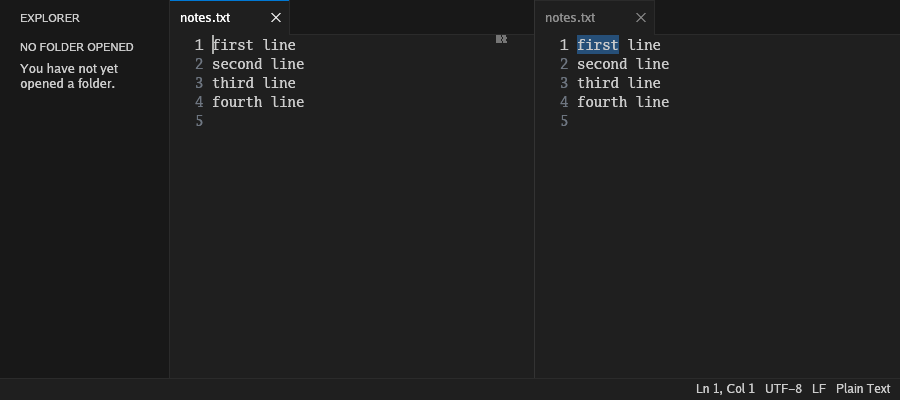 EXPLORER
NO FOLDER OPENED
You have not yet
opened a folder.
notes.txt
1 first line
2 second line
3 third line
4 fourth line
5
notes.txt
1 first line
2 second line
3 third line
4 fourth line
5
Ln 1, Col 1 UTF-8 LF Plain Text